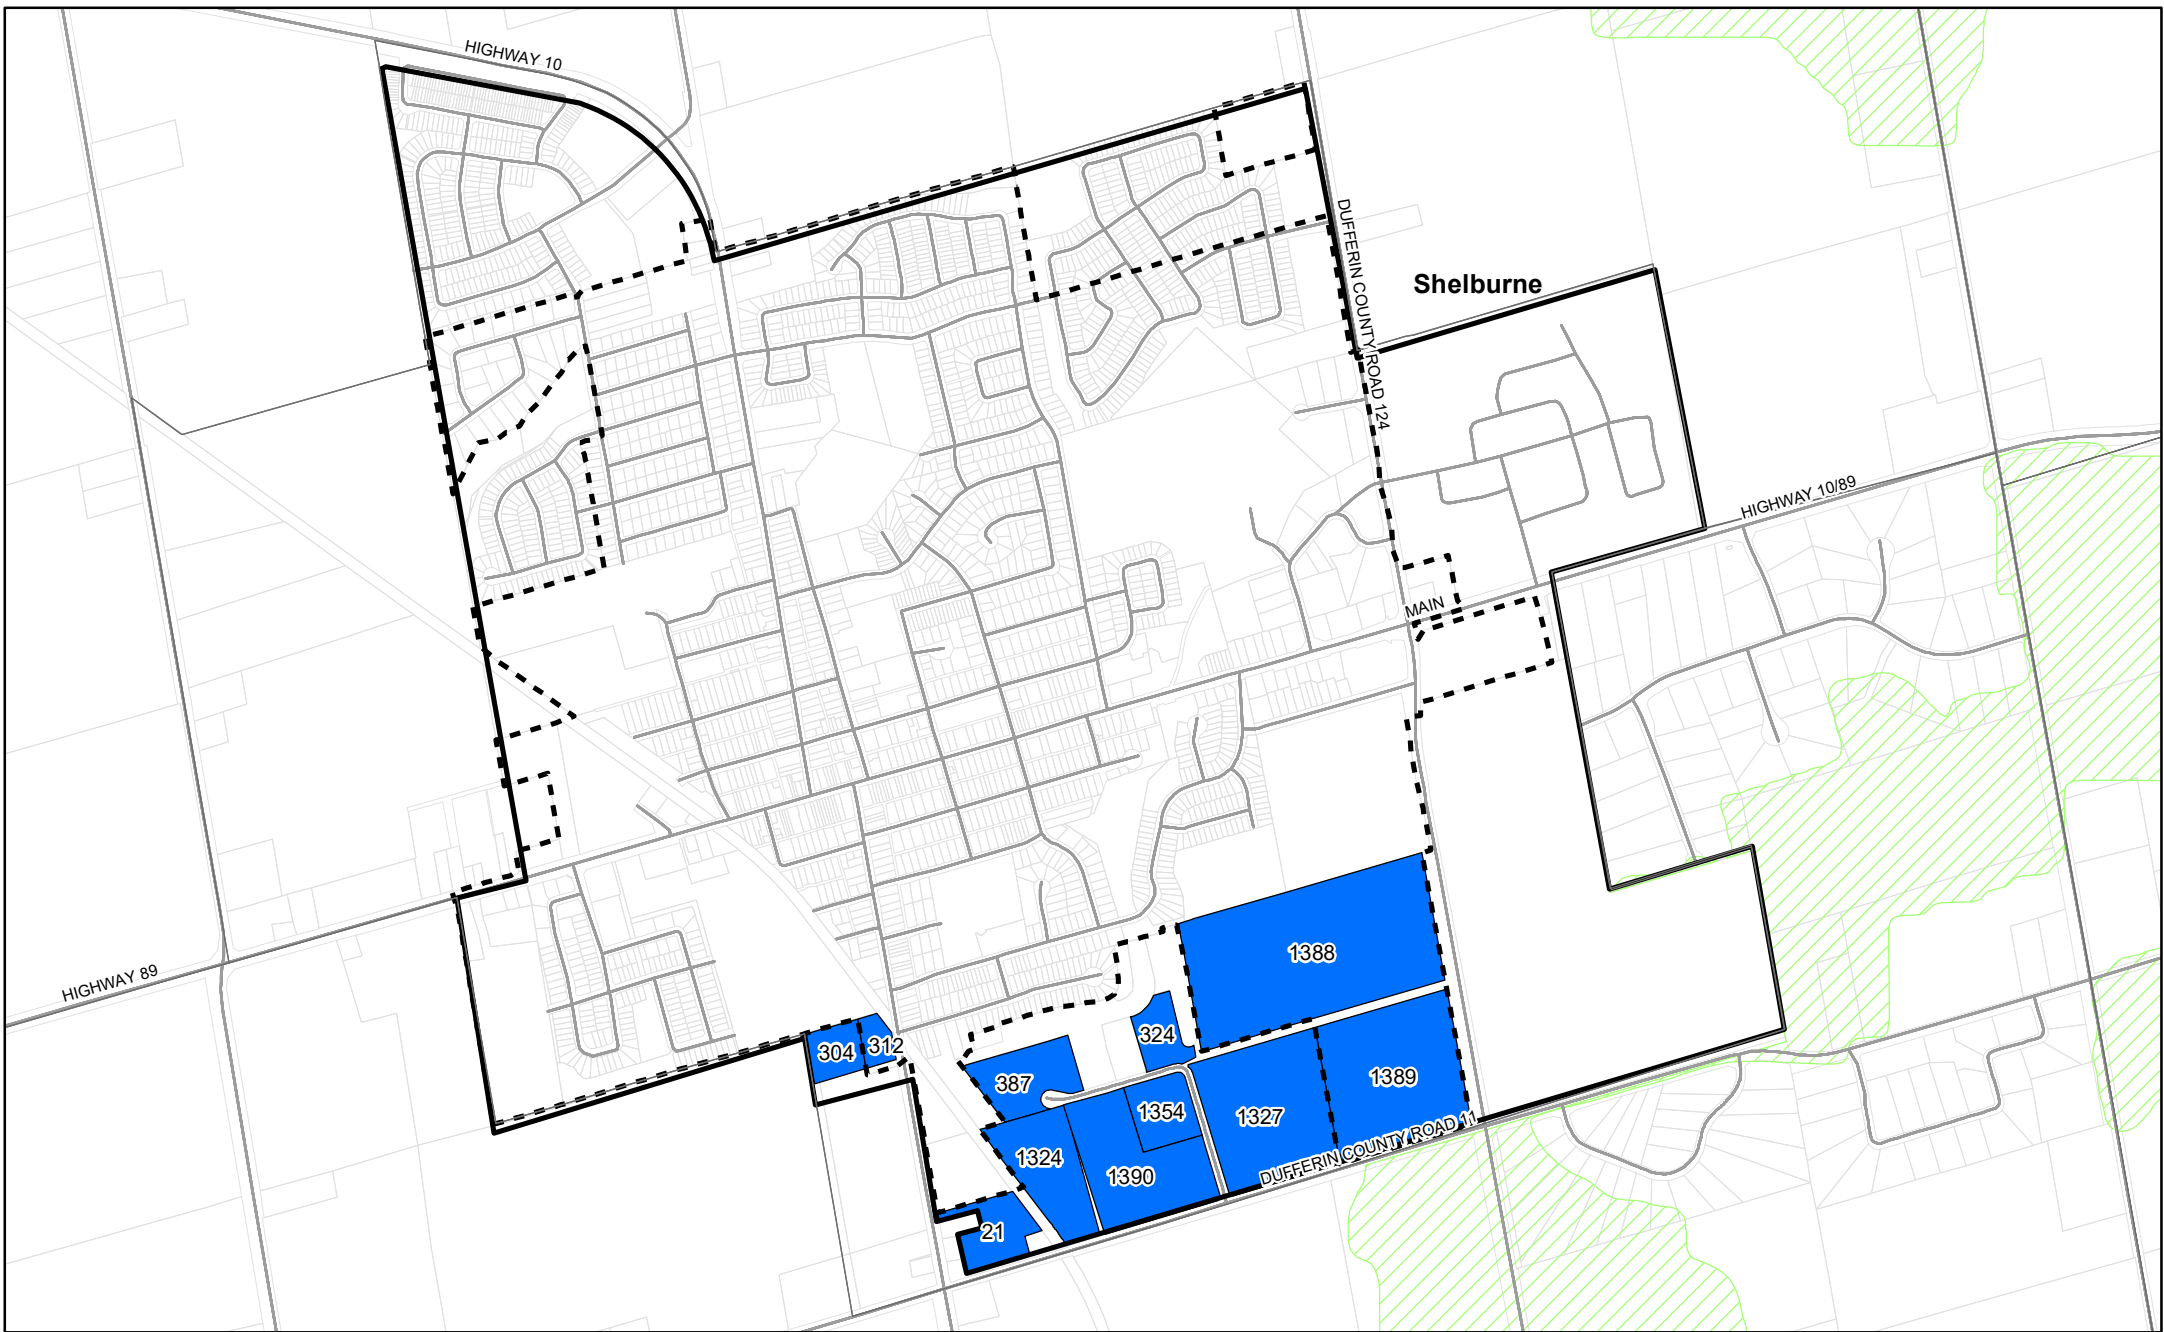 HIGHWAY 10
DUFFERIN COUNTY ROAD 124
Shelburne
HIGHWAY 10/89
MAIN
HIGHWAY 89
1388
324
304
312
387
1389
1354
1327
1324
1390
DUFFERIN COUNTY ROAD 11
21